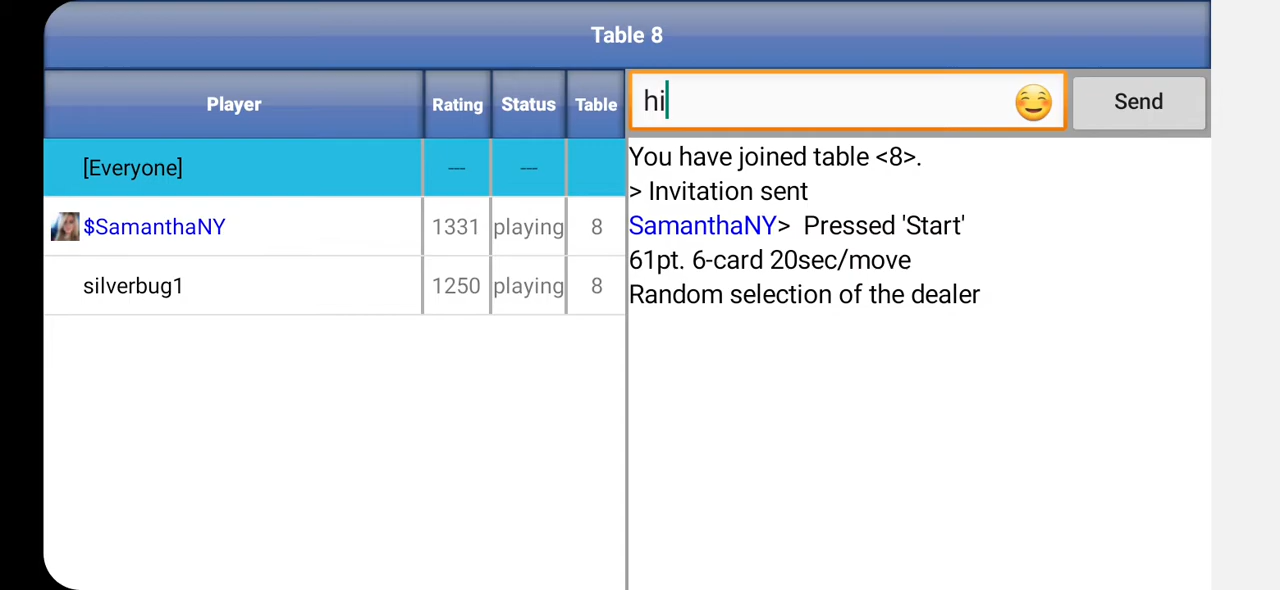 Table 8
Player Rating Status Table
hi Send
[Everyone] --- ---
$SamanthaNY 1331 playing 8
silverbug1 1250 playing 8
You have joined table <8>.
> Invitation sent
SamanthaNY> Pressed 'Start'
61pt. 6-card 20sec/move
Random selection of the dealer